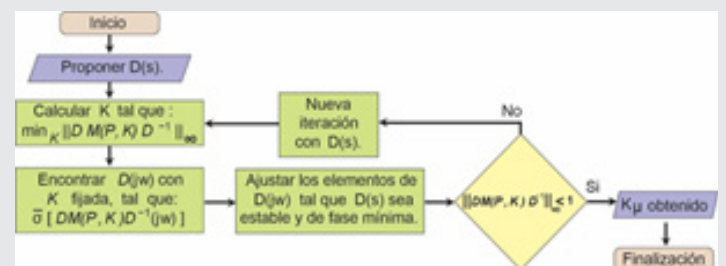 Inicio
Proponer D(s).
Calcular K tal que :
min K ||D M(P, K) D⁻¹||∞
Encontrar D(jw) con
K fijada, tal que:
σ̅ [ DM(P, K)D⁻¹(jw) ]
Ajustar los elementos de
D(jw) tal que D(s) sea
estable y de fase mínima.
Nueva
iteración
con D(s).
No
||DM(P, K) D⁻¹||∞ < 1
Si
Kμ obtenido
Finalización